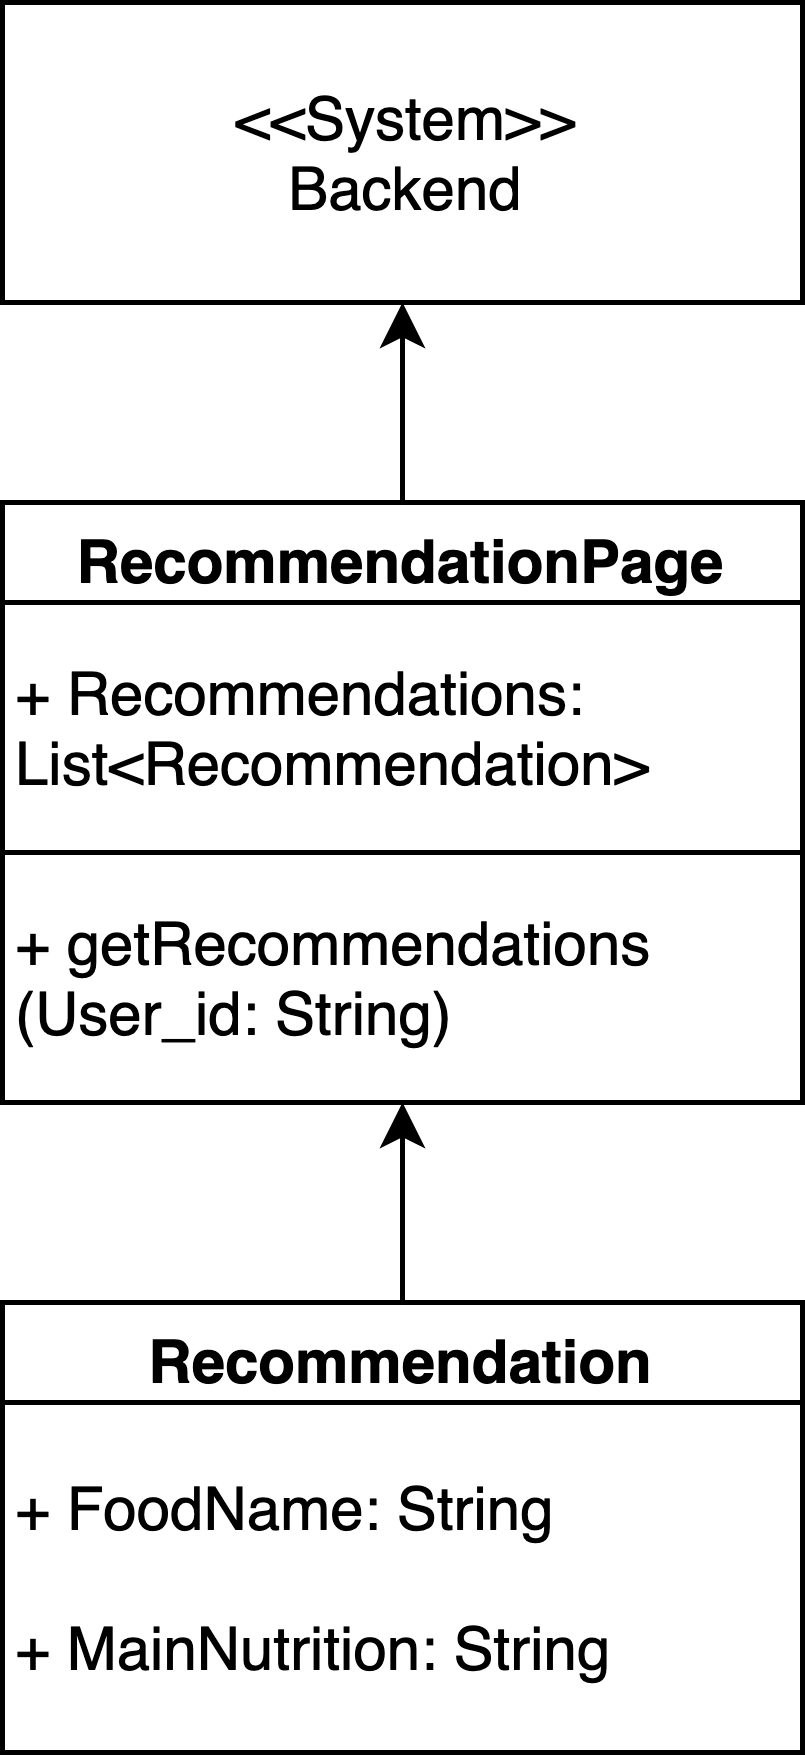 <<System>>
Backend
RecommendationPage
+ Recommendations:
List<Recommendation>
+ getRecommendations
(User_id: String)
Recommendation
+ FoodName: String
+ MainNutrition: String